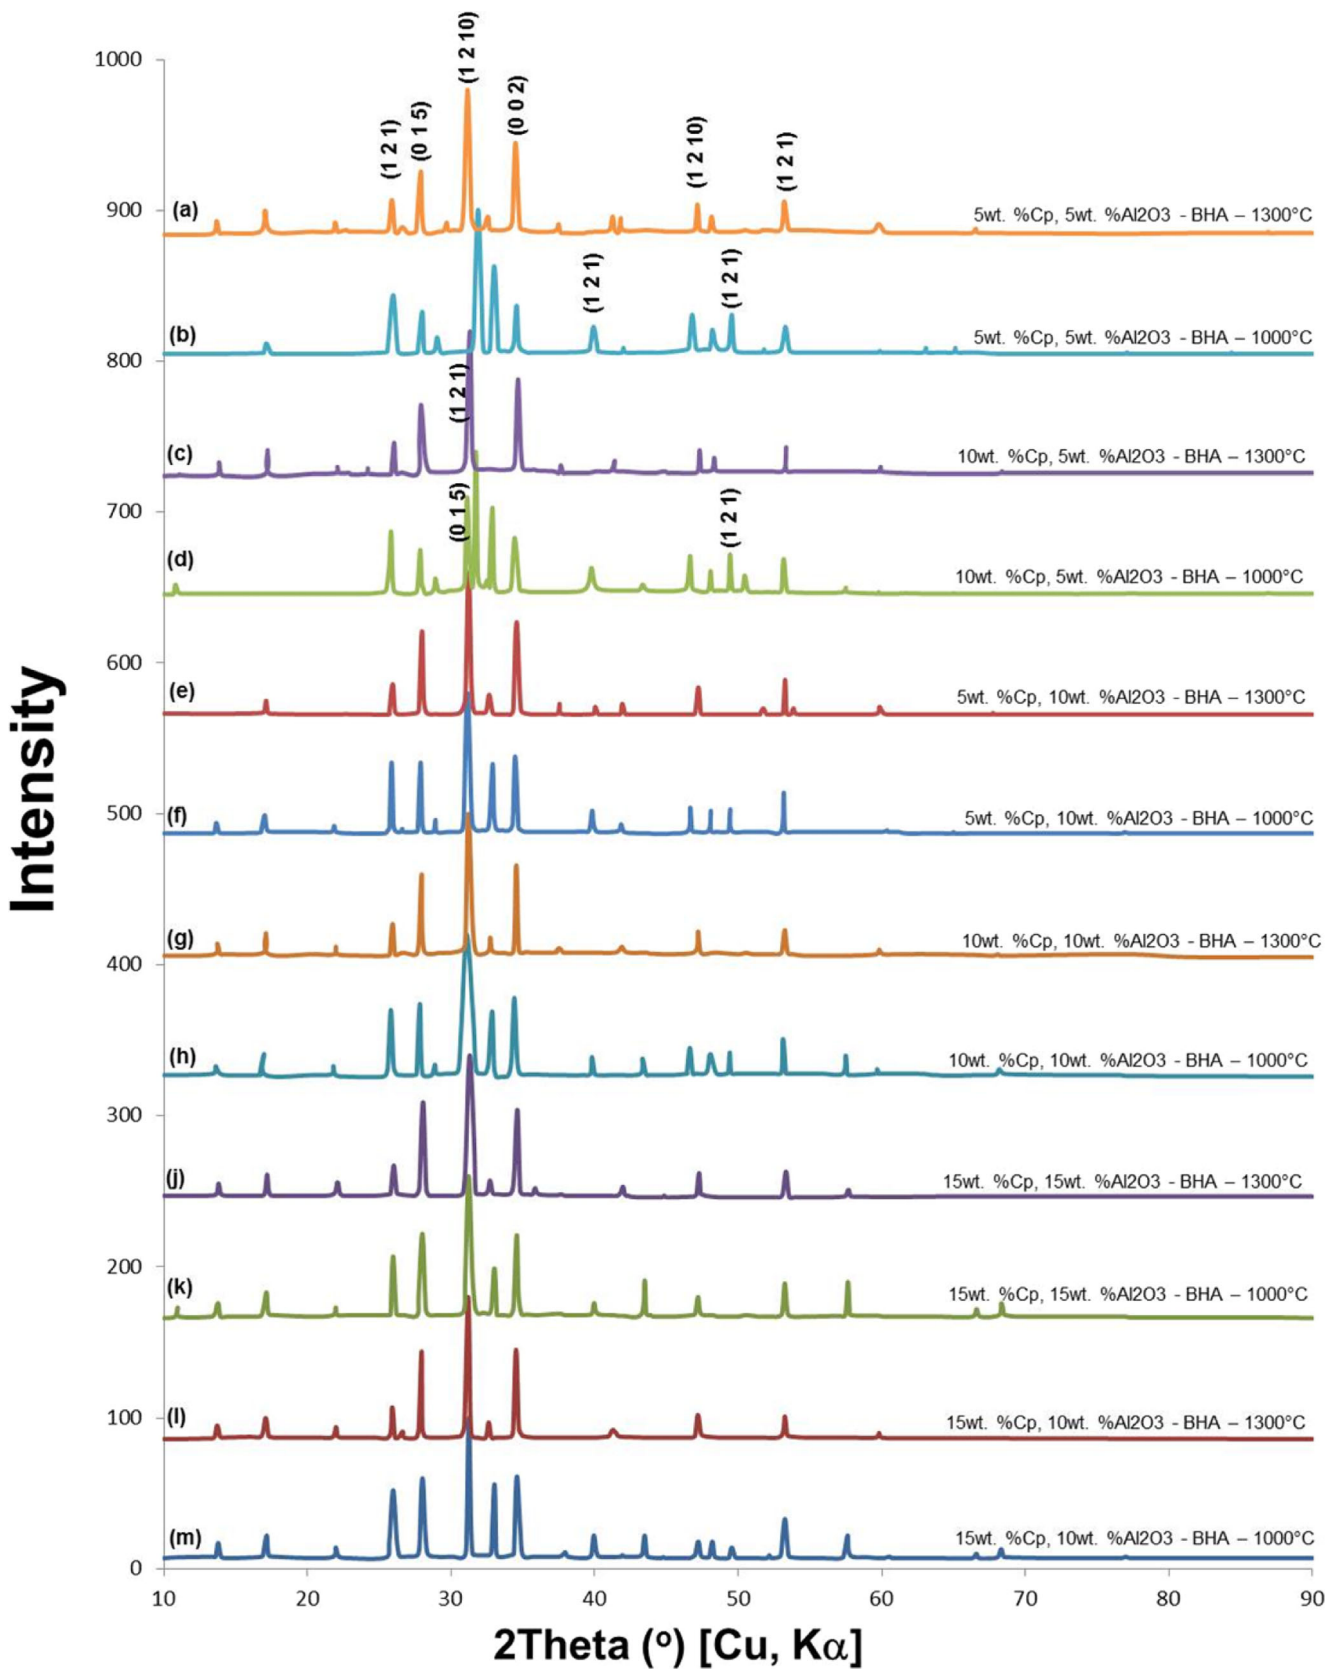 (1 2 10)
1000
(0 0 2)
(0 1 5)
(1 2 1)
(1 2 10)
(1 2 1)
900
(a)
5wt. %Cp, 5wt. %Al2O3 - BHA – 1300°C
(1 2 1)
(1 2 1)
(b)
5wt. %Cp, 5wt. %Al2O3 - BHA – 1000°C
800
(1 2 1)
(c)
10wt. %Cp, 5wt. %Al2O3 - BHA – 1300°C
700
(0 1 5)
(1 2 1)
(d)
10wt. %Cp, 5wt. %Al2O3 - BHA – 1000°C
600
(e)
5wt. %Cp, 10wt. %Al2O3 - BHA – 1300°C
Intensity
500
(f)
5wt. %Cp, 10wt. %Al2O3 - BHA – 1000°C
(g)
10wt. %Cp, 10wt. %Al2O3 - BHA – 1300°C
400
(h)
10wt. %Cp, 10wt. %Al2O3 - BHA – 1000°C
300
(j)
15wt. %Cp, 15wt. %Al2O3 - BHA – 1300°C
200
(k)
15wt. %Cp, 15wt. %Al2O3 - BHA – 1000°C
100
(l)
15wt. %Cp, 10wt. %Al2O3 - BHA – 1300°C
(m)
15wt. %Cp, 10wt. %Al2O3 - BHA – 1000°C
0
10 20 30 40 50 60 70 80 90
2Theta (º) [Cu, Kα]